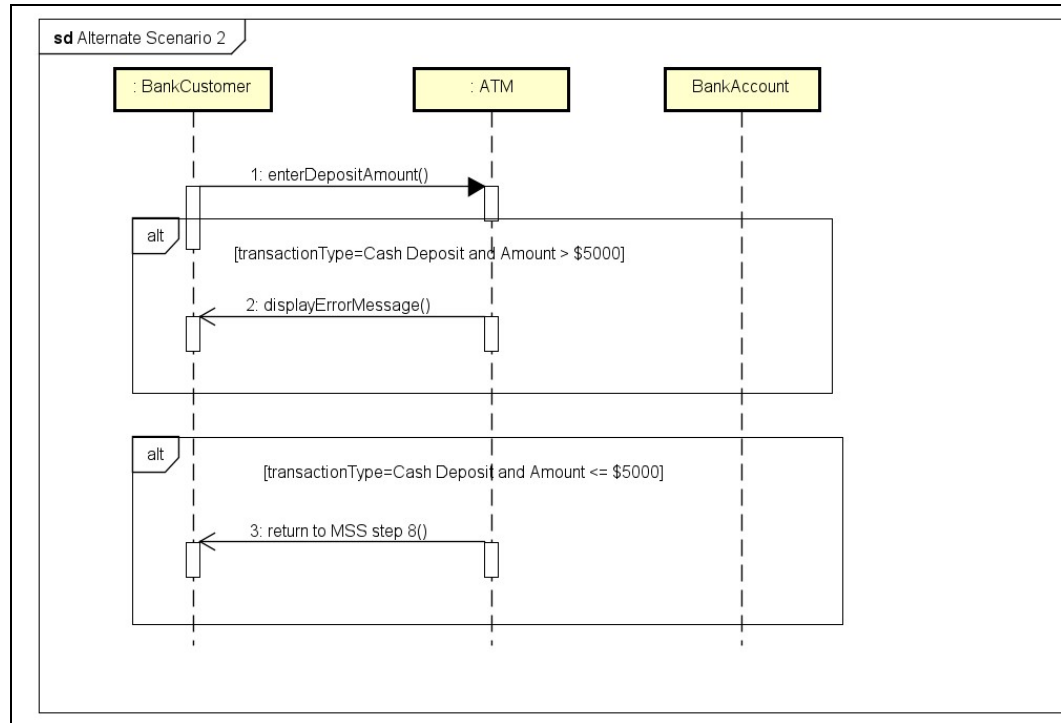 sd Alternate Scenario 2
: BankCustomer
: ATM
BankAccount
1: enterDepositAmount()
alt
[transactionType=Cash Deposit and Amount > $5000]
2: displayErrorMessage()
alt
[transactionType=Cash Deposit and Amount <= $5000]
3: return to MSS step 8()